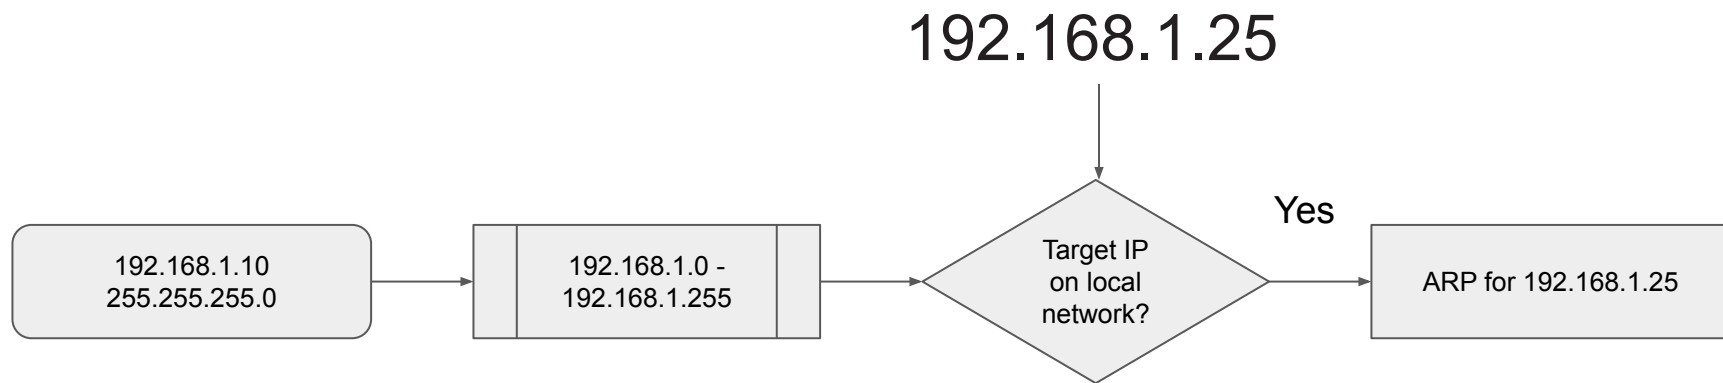 192.168.1.25
192.168.1.10
255.255.255.0
192.168.1.0 -
192.168.1.255
Target IP
on local
network?
Yes
ARP for 192.168.1.25